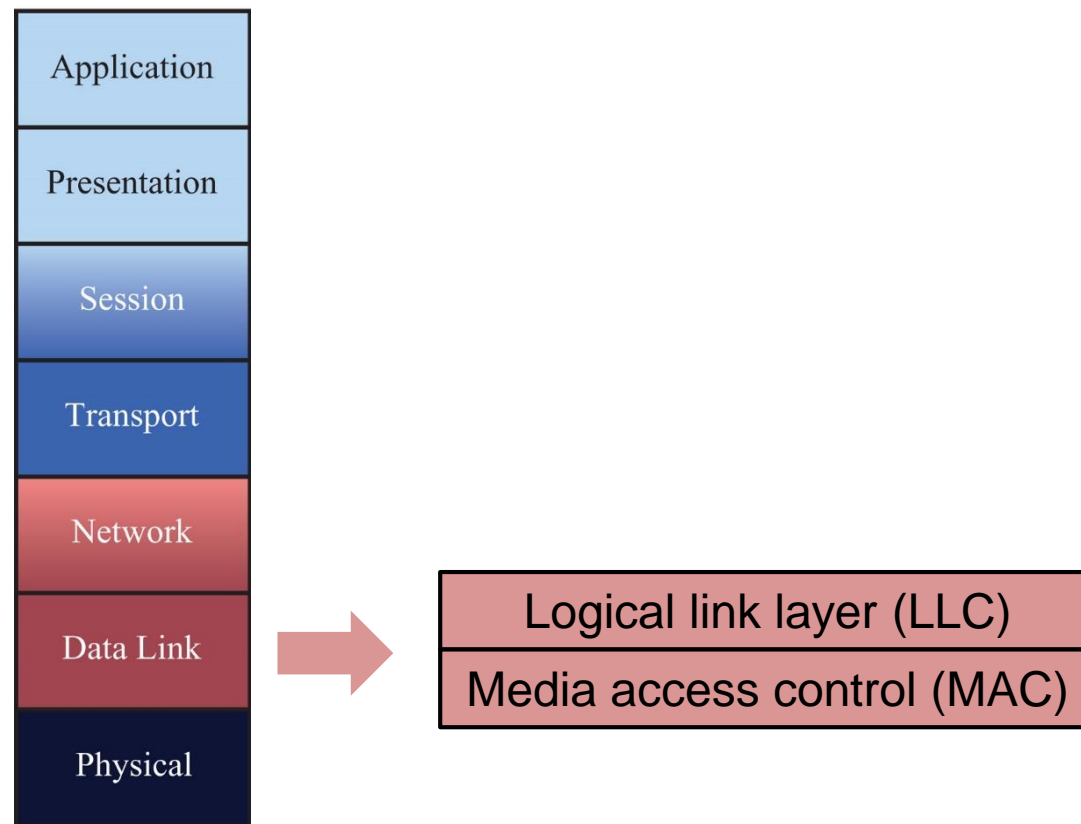 Application
Presentation
Session
Transport
Network
Data Link
Physical
Logical link layer (LLC)
Media access control (MAC)